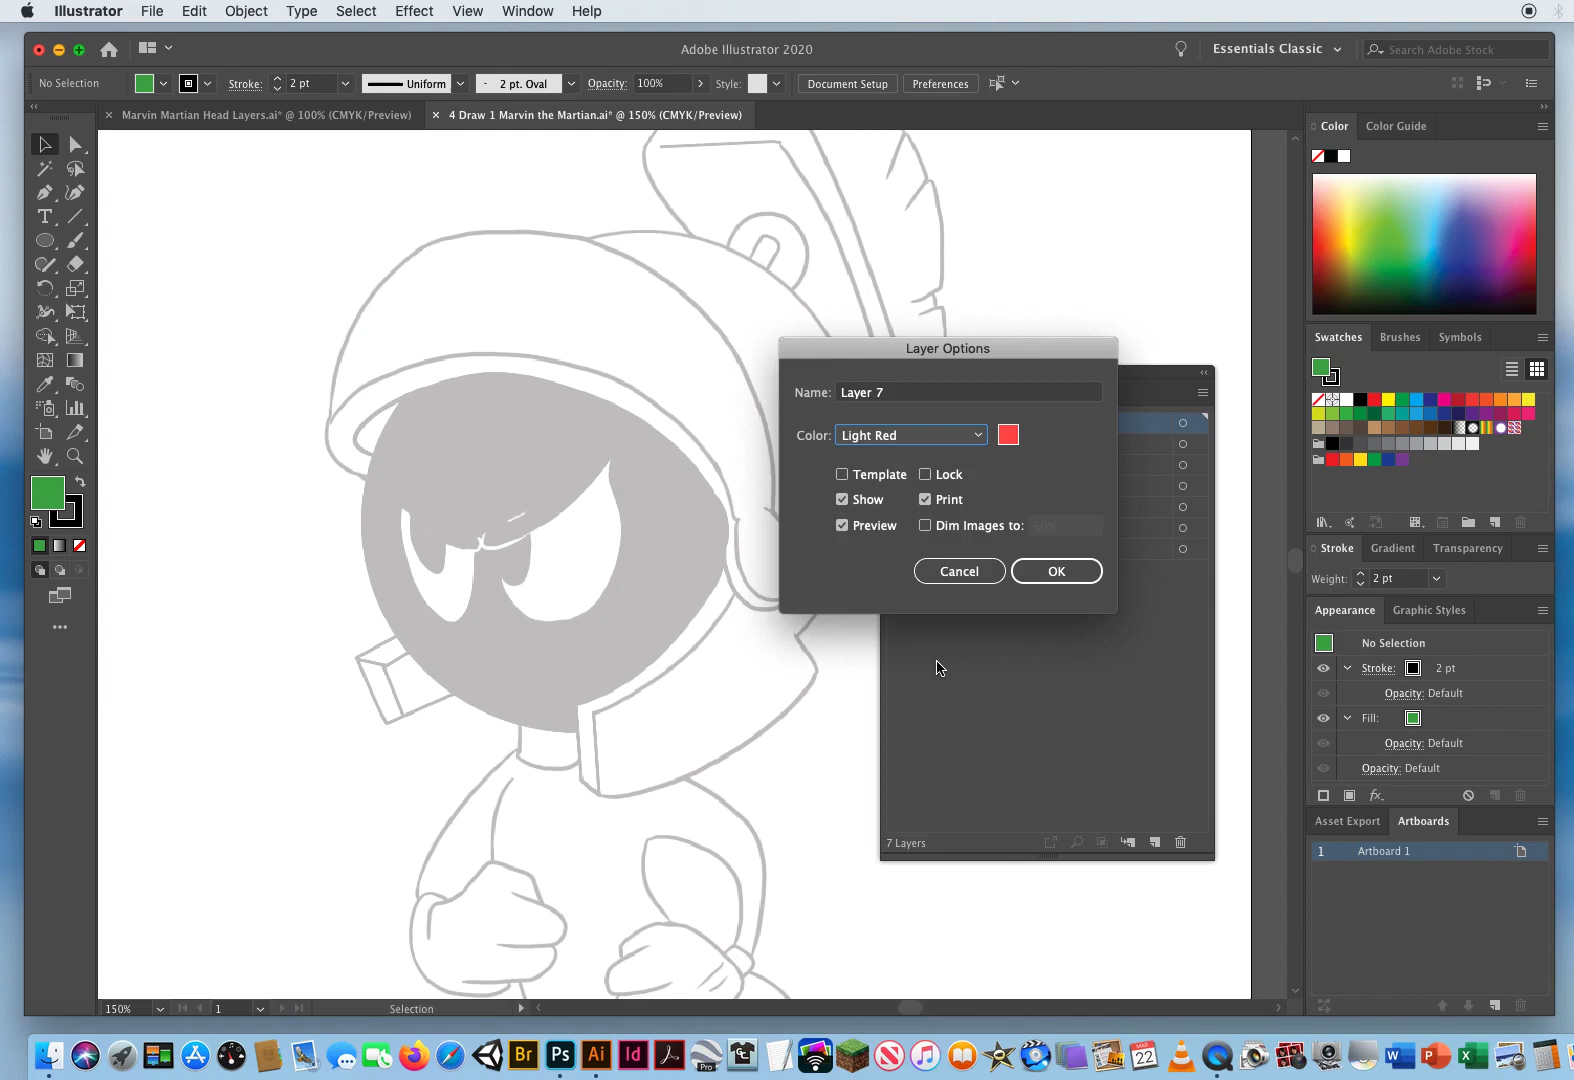 Illustrator File Edit Object Type Select Effect View Window Help
Adobe Illustrator 2020
Essentials Classic
Search Adobe Stock
No Selection
Stroke: 2 pt
Uniform
2 pt. Oval
Opacity: 100%
Style:
Document Setup
Preferences
Marvin Martian Head Layers.ai* @ 100% (CMYK/Preview)
4 Draw 1 Marvin the Martian.ai* @ 150% (CMYK/Preview)
Color Color Guide
Swatches Brushes Symbols
Layer Options
Name: Layer 7
Color: Light Red
Template Lock
Show Print
Preview Dim Images to: 50%
Cancel OK
7 Layers
Stroke Gradient Transparency
Weight: 2 pt
Appearance Graphic Styles
No Selection
Stroke: 2 pt
Opacity: Default
Fill:
Opacity: Default
Opacity: Default
fx
Asset Export Artboards
1 Artboard 1
150% 1 Selection
Br Ps Ai Id
Pro
MAR
22
W P X